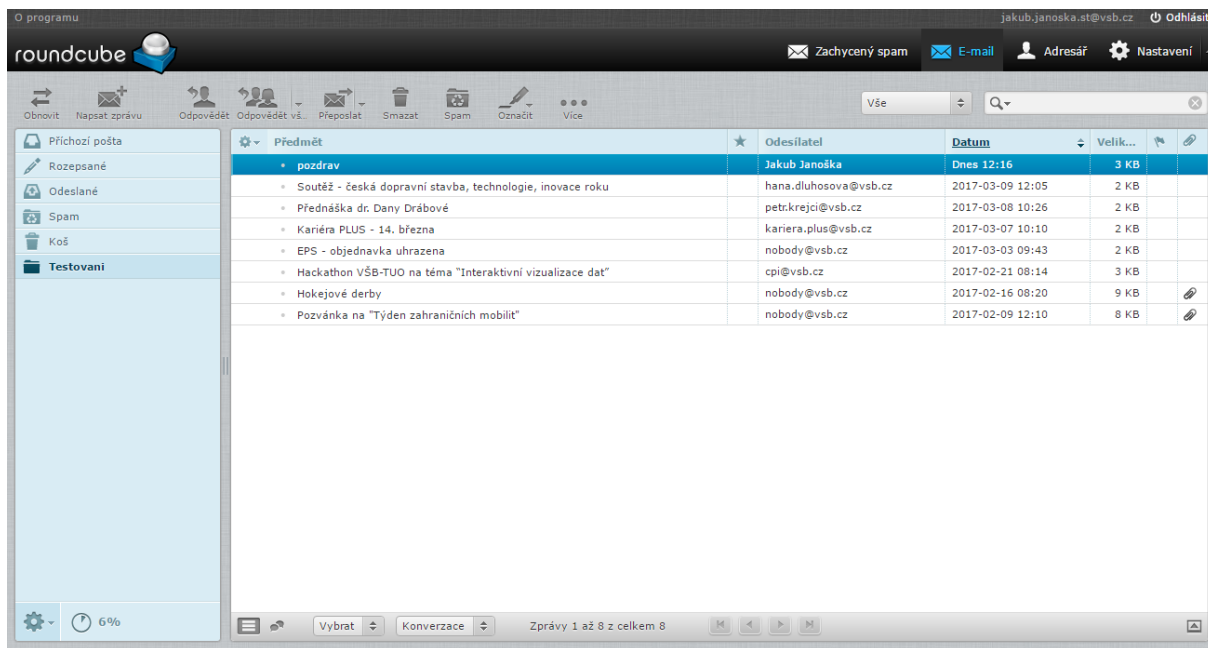 O programu jakub.janoska.st@vsb.cz Odhlásit
roundcube Zachycený spam E-mail Adresář Nastavení
Obnovit Napsat zprávu Odpovědět Odpovědět vš... Přeposlat Smazat Spam Označit Více Vše
Příchozí pošta
Rozepsané
Odeslané
Spam
Koš
Testovani
Předmět Odesílatel Datum Velik...
pozdrav Jakub Janoška Dnes 12:16 3 KB
Soutěž - česká dopravní stavba, technologie, inovace roku hana.dluhosova@vsb.cz 2017-03-09 12:05 2 KB
Přednáška dr. Dany Drábové petr.krejci@vsb.cz 2017-03-08 10:26 2 KB
Kariéra PLUS - 14. března kariera.plus@vsb.cz 2017-03-07 10:10 2 KB
EPS - objednavka uhrazena nobody@vsb.cz 2017-03-03 09:43 2 KB
Hackathon VŠB-TUO na téma "Interaktivní vizualizace dat" cpi@vsb.cz 2017-02-21 08:14 3 KB
Hokejové derby nobody@vsb.cz 2017-02-16 08:20 9 KB
Pozvánka na "Týden zahraničních mobilit" nobody@vsb.cz 2017-02-09 12:10 8 KB
6% Vybrat Konverzace Zprávy 1 až 8 z celkem 8